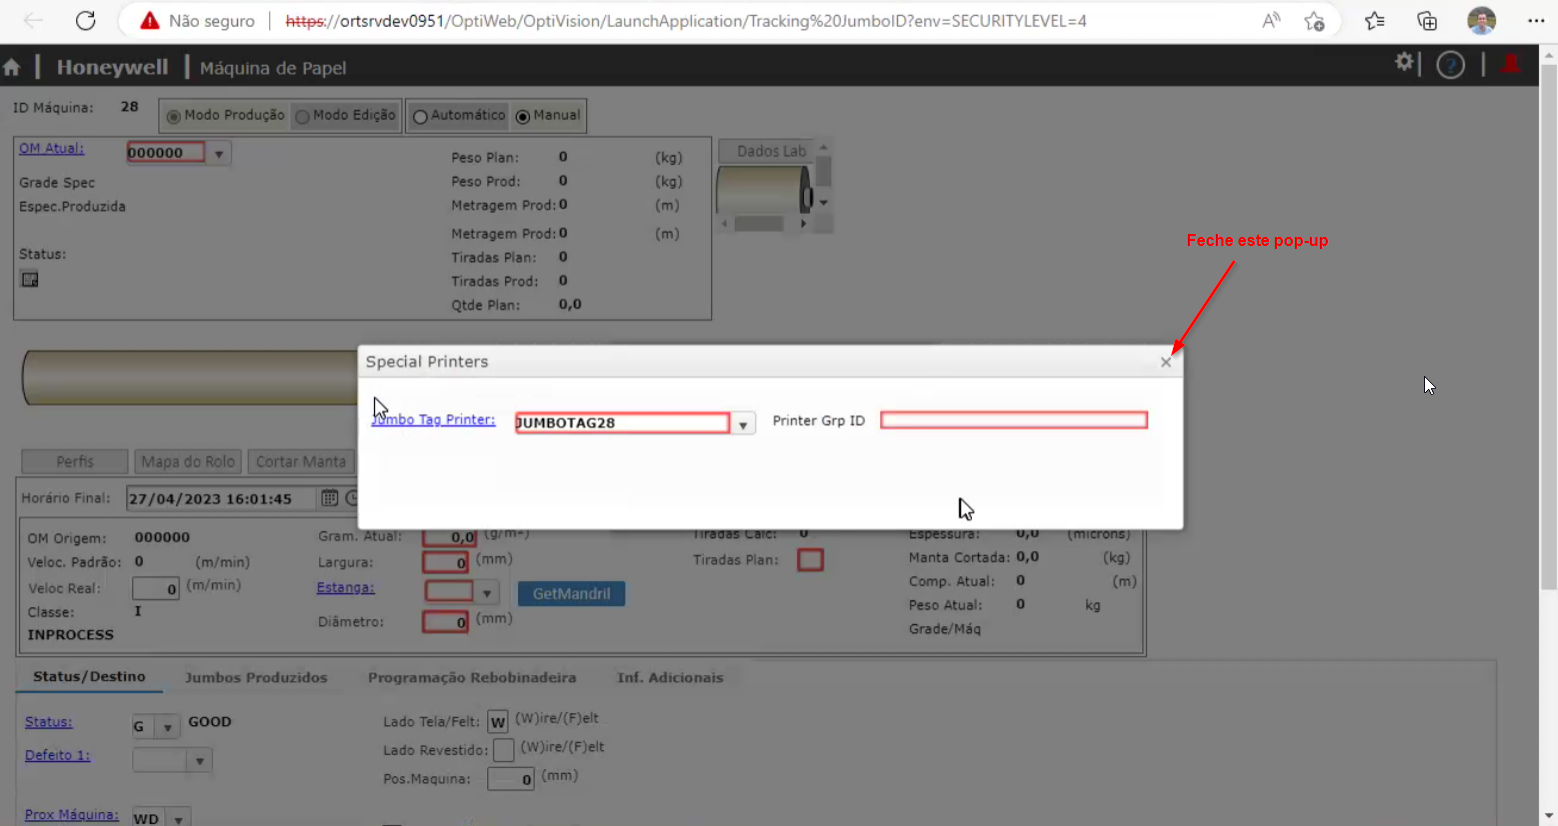 Não seguro
https://ortsrvdev0951/OptiWeb/OptiVision/LaunchApplication/Tracking%20JumboID?env=SECURITYLEVEL=4
Honeywell
Máquina de Papel
ID Máquina: 28
Modo Produção Modo Edição Automático Manual
OM Atual: 000000
Grade Spec
Espec.Produzida
Status:
Peso Plan: 0 (kg)
Peso Prod: 0 (kg)
Metragem Prod: 0 (m)
Metragem Prod: 0 (m)
Tiradas Plan: 0
Tiradas Prod: 0
Qtde Plan: 0,0
Dados Lab
Feche este pop-up
Special Printers
Jumbo Tag Printer: JUMBOTAG28 Printer Grp ID
Perfis Mapa do Rolo Cortar Manta
Horário Final: 27/04/2023 16:01:45
OM Origem: 000000
Veloc. Padrão: 0 (m/min)
Veloc Real: 0 (m/min)
Classe: I
INPROCESS
Gram. Atual: 0,0 (g/m²)
Largura: 0 (mm)
Estanga: GetMandril
Diâmetro: 0 (mm)
Tiradas Calc: 0
Tiradas Plan:
Espessura: 0,0 (microns)
Manta Cortada: 0,0 (kg)
Comp. Atual: 0 (m)
Peso Atual: 0 kg
Grade/Máq
Status/Destino Jumbos Produzidos Programação Rebobinadeira Inf. Adicionais
Status: G GOOD
Defeito 1:
Prox Máquina: WD
Lado Tela/Felt: W (W)ire/(F)elt
Lado Revestido: (W)ire/(F)elt
Pos.Maquina: 0 (mm)